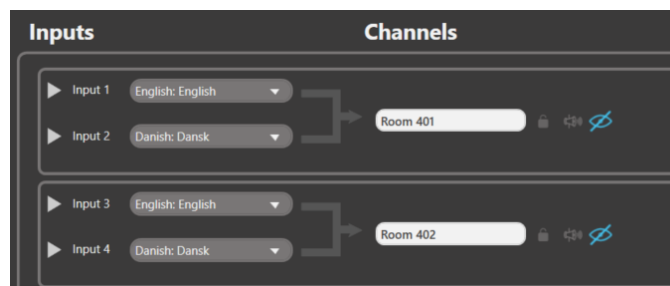 Inputs Channels
Input 1 English: English
Room 401
Input 2 Danish: Dansk
Input 3 English: English
Room 402
Input 4 Danish: Dansk